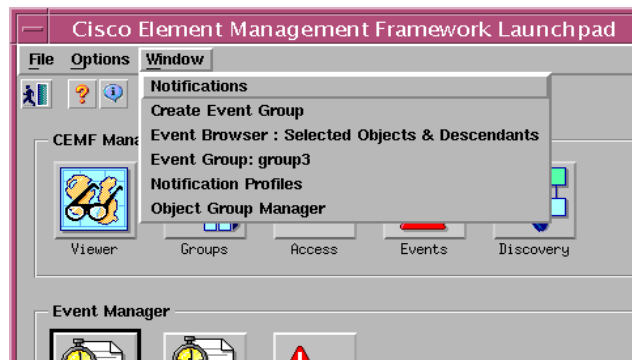 Cisco Element Management Framework Launchpad
File Options Window
Notifications
Create Event Group
Event Browser : Selected Objects & Descendants
Event Group: group3
Notification Profiles
Object Group Manager
CEMF Mana
Viewer Groups Access Events Discovery
Event Manager